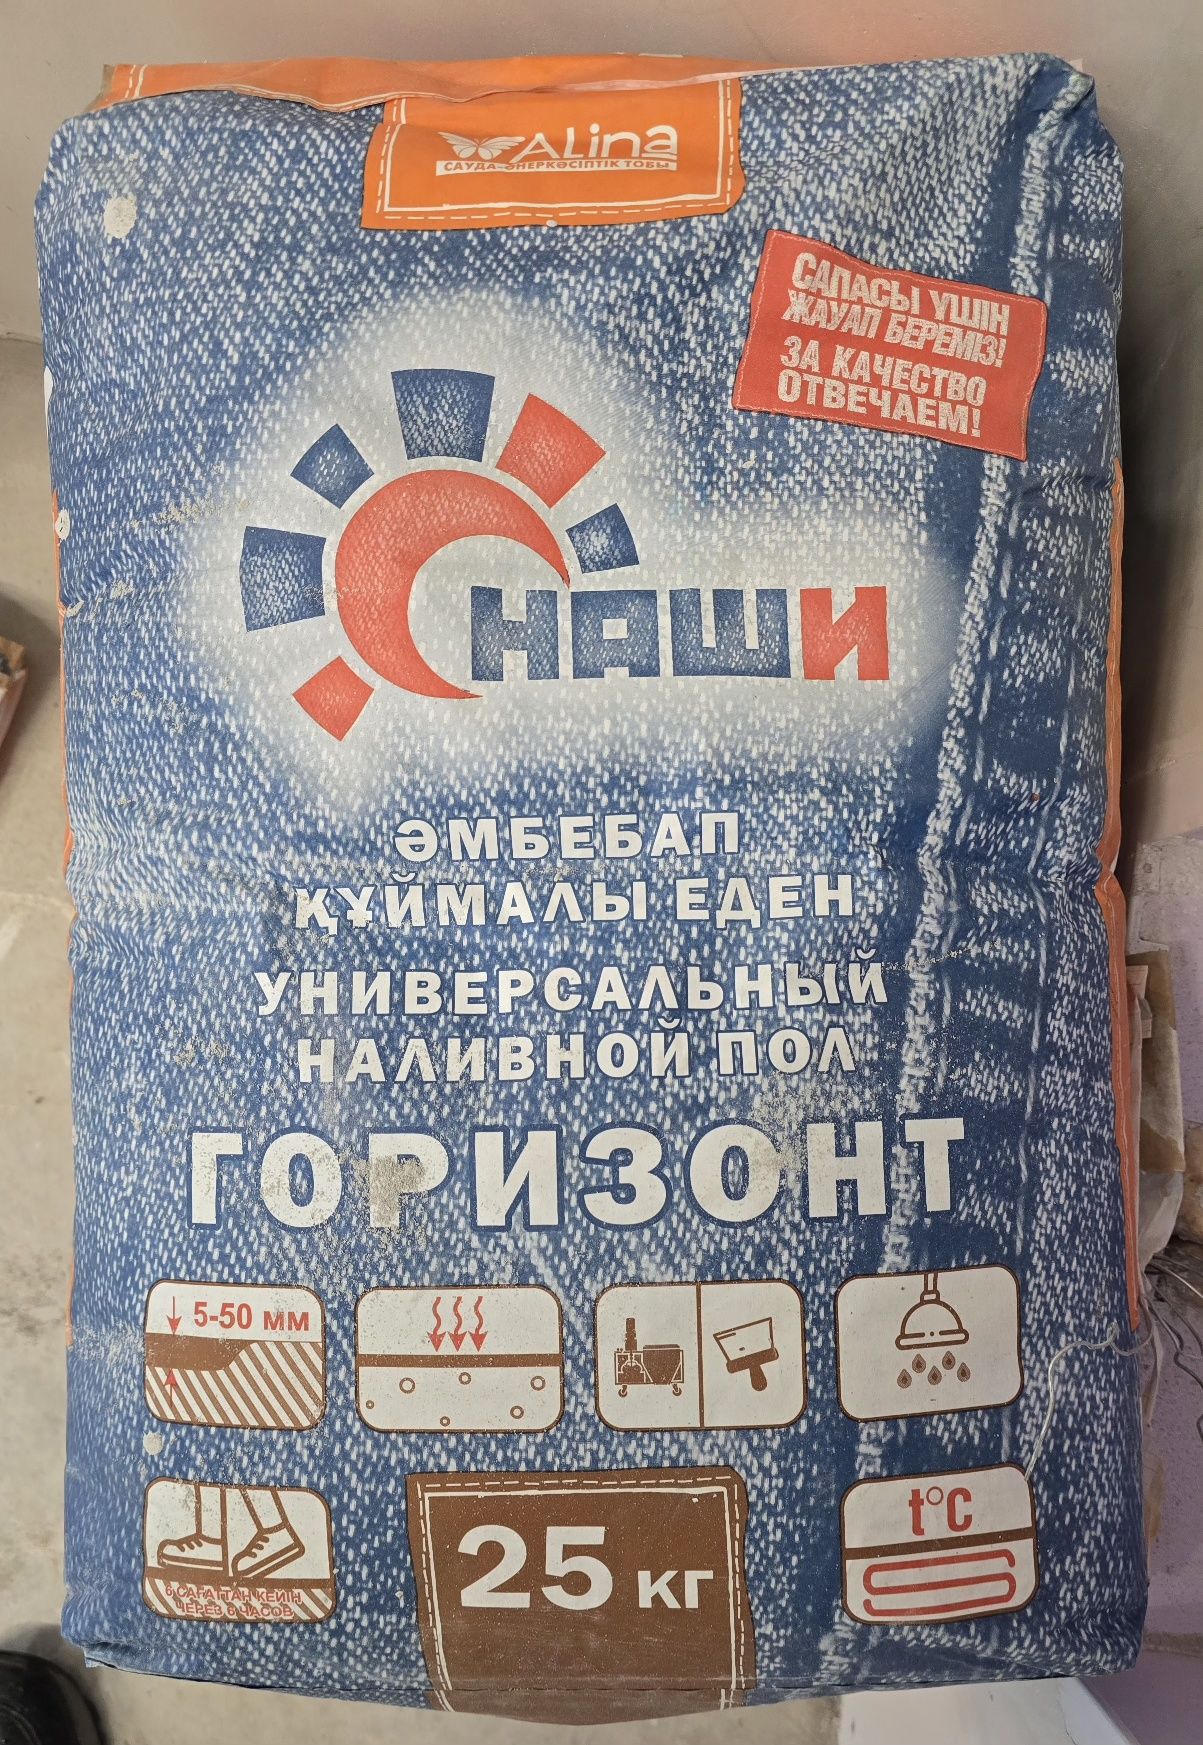 ALINA
САУДА-ӨНЕРКӘСІПТІК ТОБЫ
САПАСЫ ҮШІН
ЖАУАП БЕРЕМІЗ!
ЗА КАЧЕСТВО
ОТВЕЧАЕМ!
НАШИ
ӘМБЕБАП
ҚҰЙМАЛЫ ЕДЕН
УНИВЕРСАЛЬНЫЙ
НАЛИВНОЙ ПОЛ
ГОРИЗОНТ
5-50 мм
6 САҒАТТАН КЕЙІН
ЧЕРЕЗ 6 ЧАСОВ
25 кг
t°C